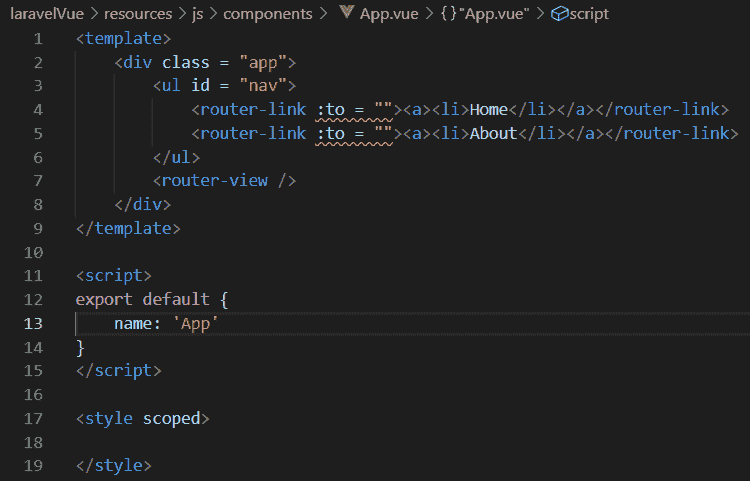 laravelVue > resources > js > components > App.vue > {} "App.vue" > script
1 <template>
2     <div class = "app">
3         <ul id = "nav">
4             <router-link :to = ""><a><li>Home</li></a></router-link>
5             <router-link :to = ""><a><li>About</li></a></router-link>
6         </ul>
7         <router-view />
8     </div>
9 </template>
10
11 <script>
12 export default {
13     name: 'App'
14 }
15 </script>
16
17 <style scoped>
18
19 </style>